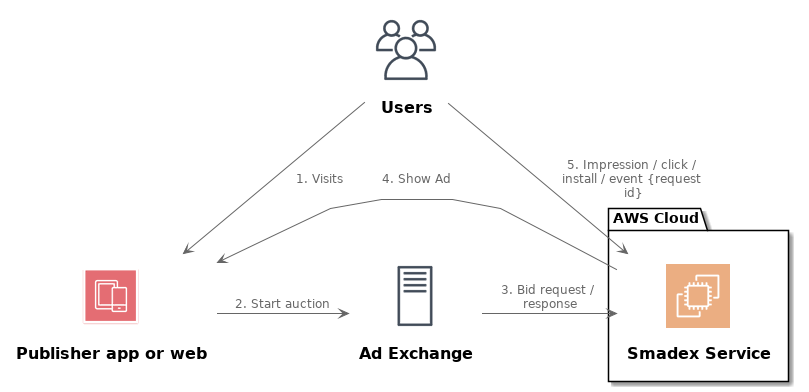 Users
1. Visits
4. Show Ad
5. Impression / click /
install / event {request
id}
AWS Cloud
2. Start auction
3. Bid request /
response
Publisher app or web
Ad Exchange
Smadex Service